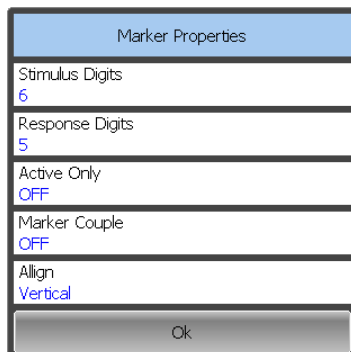 Marker Properties
Stimulus Digits
6
Response Digits
5
Active Only
OFF
Marker Couple
OFF
Allign
Vertical
Ok